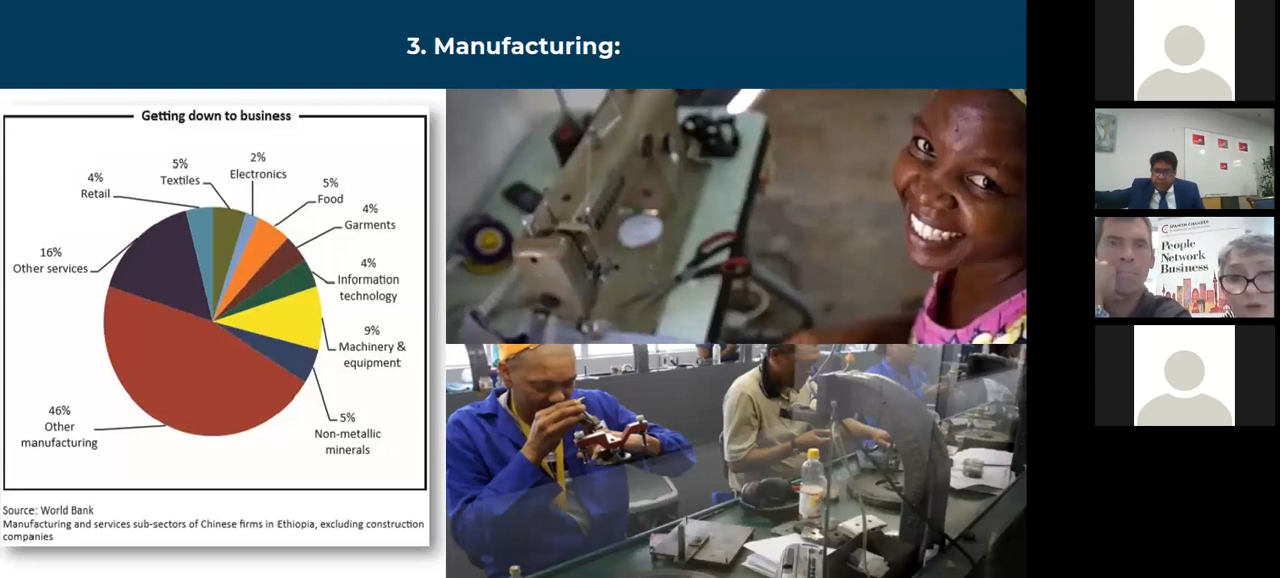 3. Manufacturing:
Getting down to business
2%
Electronics
5%
Textiles
5%
Food
4%
Retail
4%
Garments
16%
Other services
4%
Information
technology
9%
Machinery &
equipment
46%
Other
manufacturing
5%
Non-metallic
minerals
Source: World Bank
Manufacturing and services sub-sectors of Chinese firms in Ethiopia, excluding construction
companies
SPANISH CHAMBER
People
Network
Business